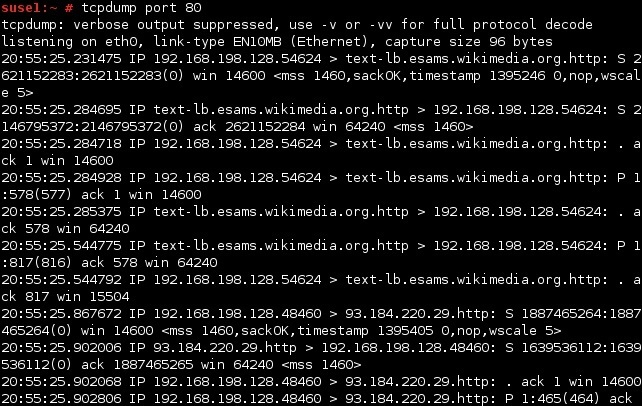 suse1:~ # tcpdump port 80
tcpdump: verbose output suppressed, use -v or -vv for full protocol decode
listening on eth0, link-type EN10MB (Ethernet), capture size 96 bytes
20:55:25.231475 IP 192.168.198.128.54624 > text-lb.esams.wikimedia.org.http: S 2
621152283:2621152283(0) win 14600 <mss 1460,sackOK,timestamp 1395246 0,nop,wscal
e 5>
20:55:25.284695 IP text-lb.esams.wikimedia.org.http > 192.168.198.128.54624: S 2
146795372:2146795372(0) ack 2621152284 win 64240 <mss 1460>
20:55:25.284718 IP 192.168.198.128.54624 > text-lb.esams.wikimedia.org.http: . a
ck 1 win 14600
20:55:25.284928 IP 192.168.198.128.54624 > text-lb.esams.wikimedia.org.http: P 1
:578(577) ack 1 win 14600
20:55:25.285375 IP text-lb.esams.wikimedia.org.http > 192.168.198.128.54624: . a
ck 578 win 64240
20:55:25.544775 IP text-lb.esams.wikimedia.org.http > 192.168.198.128.54624: P 1
:817(816) ack 578 win 64240
20:55:25.544792 IP 192.168.198.128.54624 > text-lb.esams.wikimedia.org.http: . a
ck 817 win 15504
20:55:25.867672 IP 192.168.198.128.48460 > 93.184.220.29.http: S 1887465264:1887
465264(0) win 14600 <mss 1460,sackOK,timestamp 1395405 0,nop,wscale 5>
20:55:25.902006 IP 93.184.220.29.http > 192.168.198.128.48460: S 1639536112:1639
536112(0) ack 1887465265 win 64240 <mss 1460>
20:55:25.902068 IP 192.168.198.128.48460 > 93.184.220.29.http: . ack 1 win 14600
20:55:25.902806 IP 192.168.198.128.48460 > 93.184.220.29.http: P 1:465(464) ack